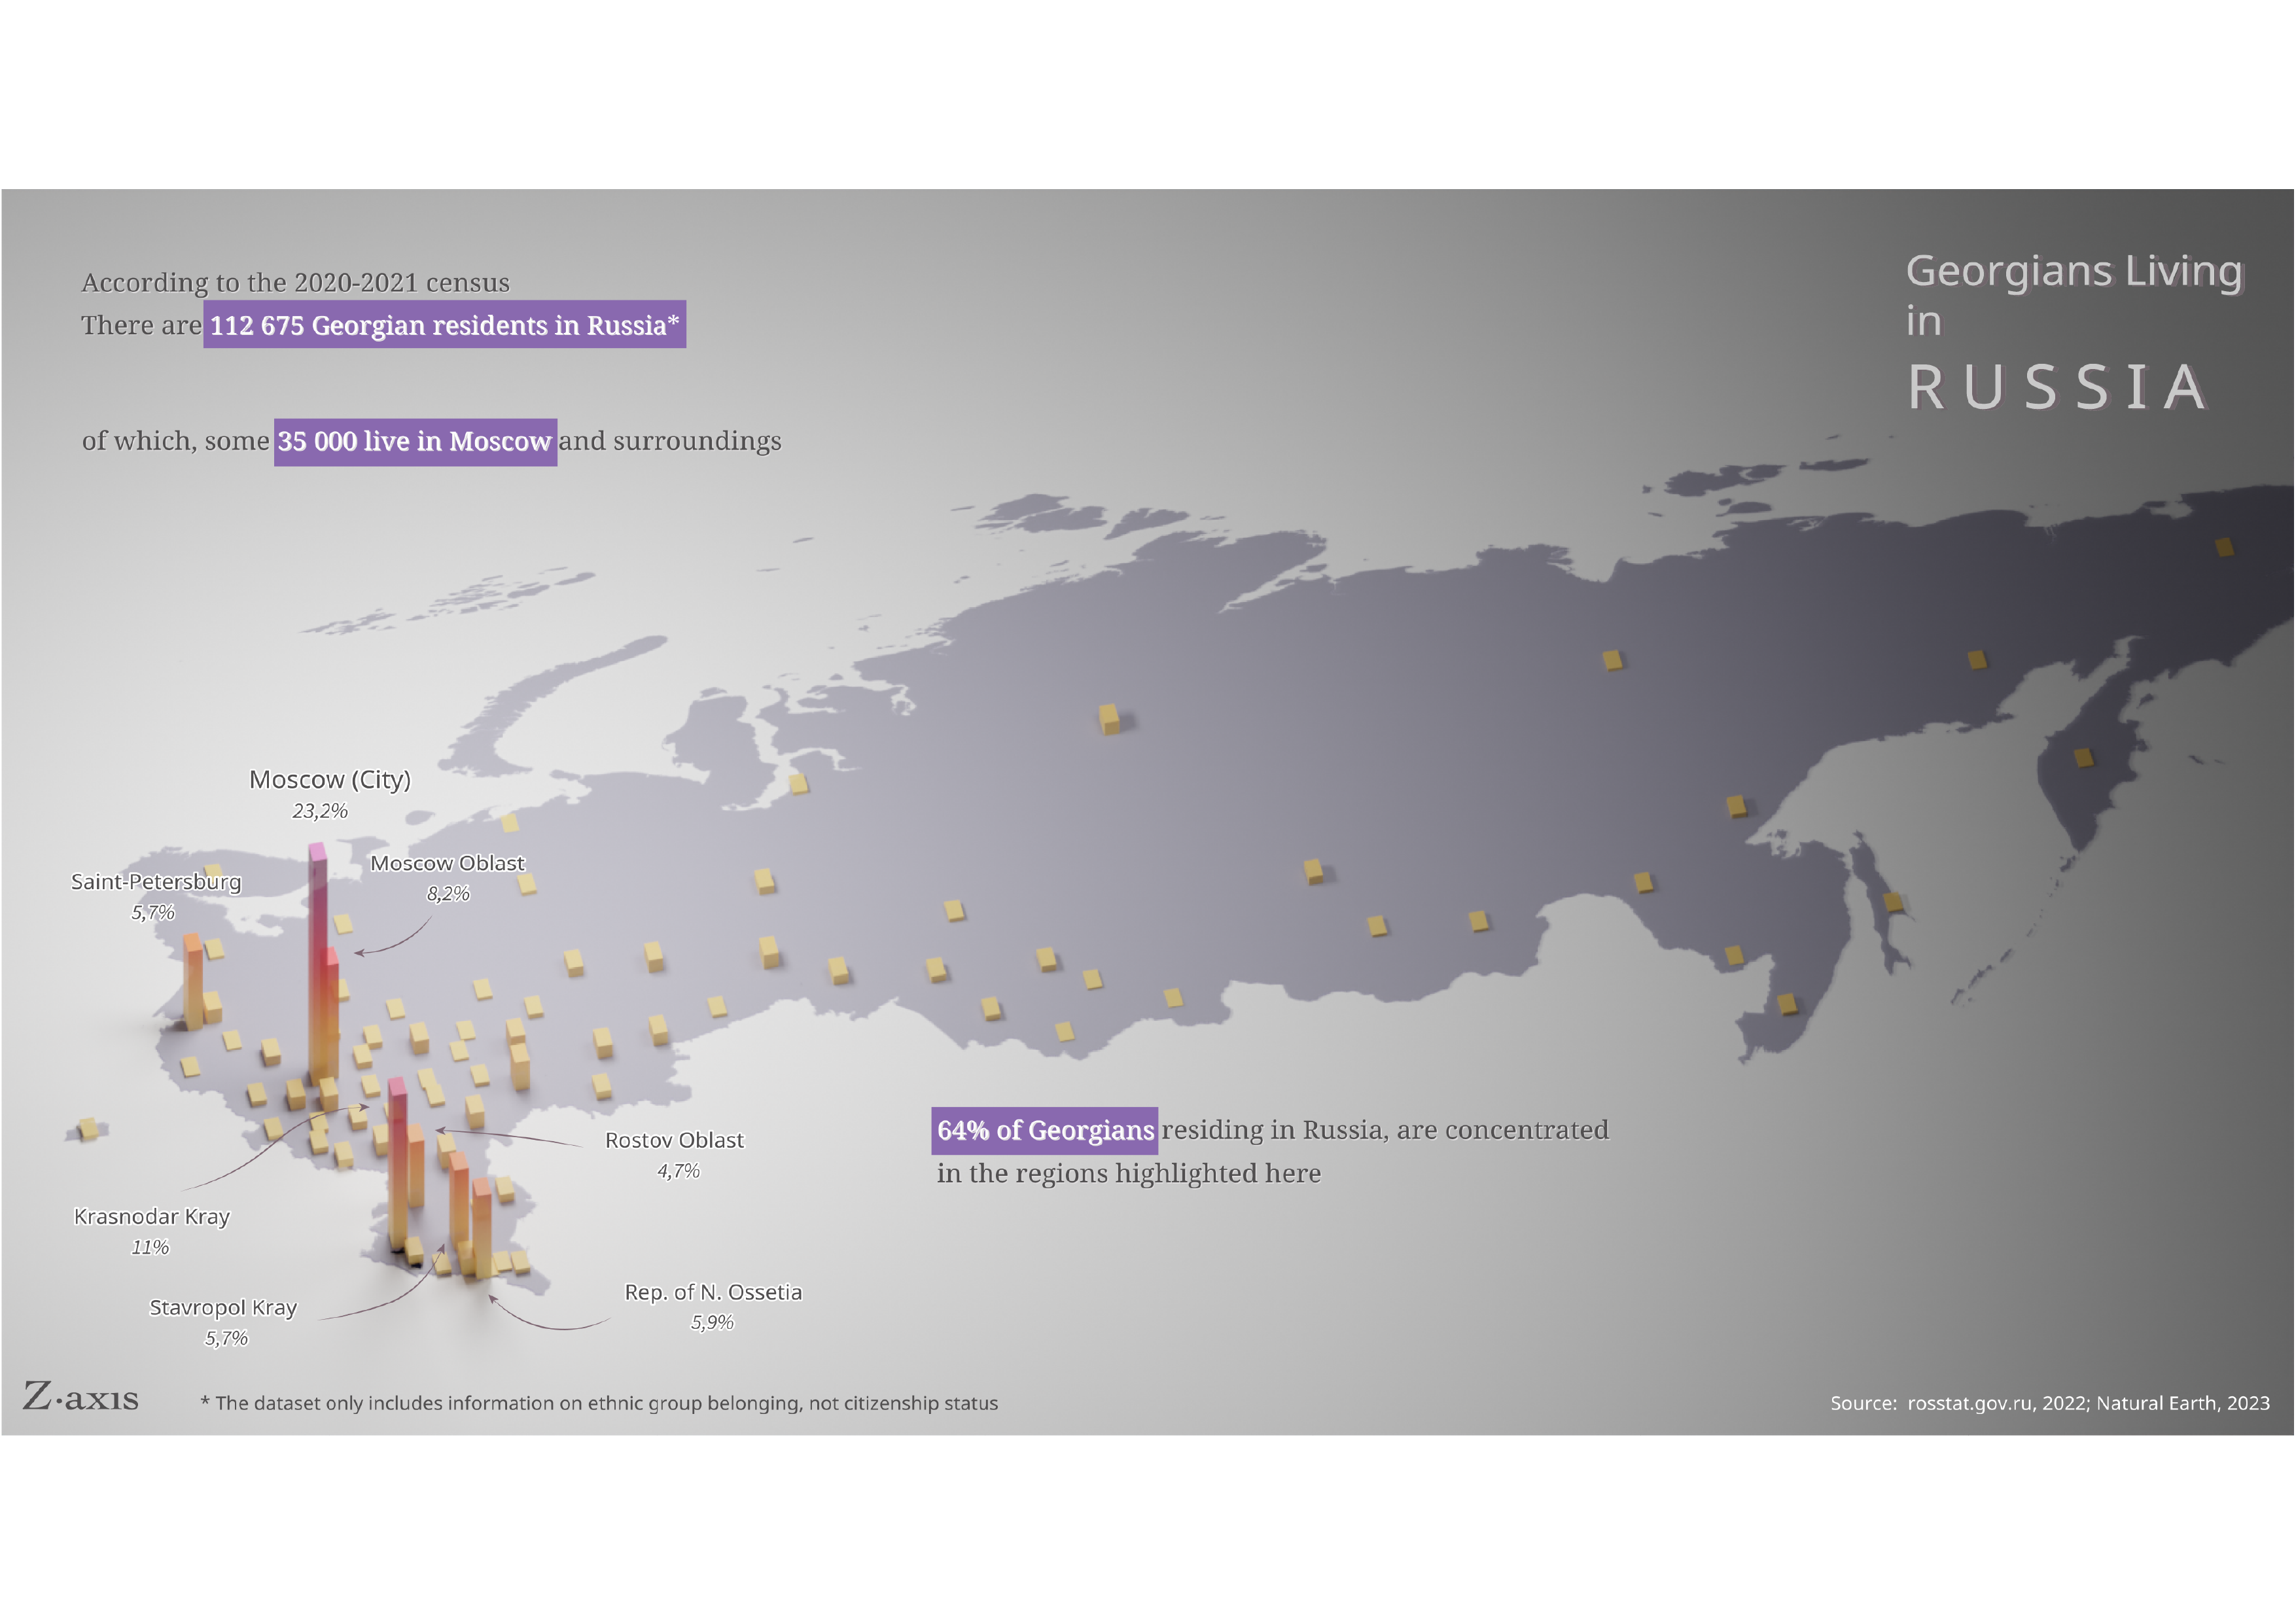 According to the 2020-2021 census
There are 112 675 Georgian residents in Russia*
of which, some 35 000 live in Moscow and surroundings
Georgians Living
in
RUSSIA
Moscow (City)
23,2%
Moscow Oblast
8,2%
Saint-Petersburg
5,7%
Rostov Oblast
4,7%
Krasnodar Kray
11%
Stavropol Kray
5,7%
Rep. of N. Ossetia
5,9%
64% of Georgians residing in Russia, are concentrated
in the regions highlighted here
Z·axis
* The dataset only includes information on ethnic group belonging, not citizenship status
Source: rosstat.gov.ru, 2022; Natural Earth, 2023